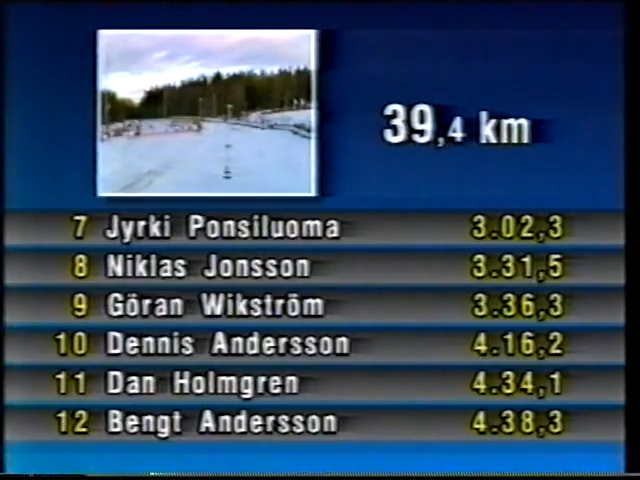 39,4 km
7 Jyrki Ponsiluoma 3.02,3
8 Niklas Jonsson 3.31,5
9 Göran Wikström 3.36,3
10 Dennis Andersson 4.16,2
11 Dan Holmgren 4.34,1
12 Bengt Andersson 4.38,3